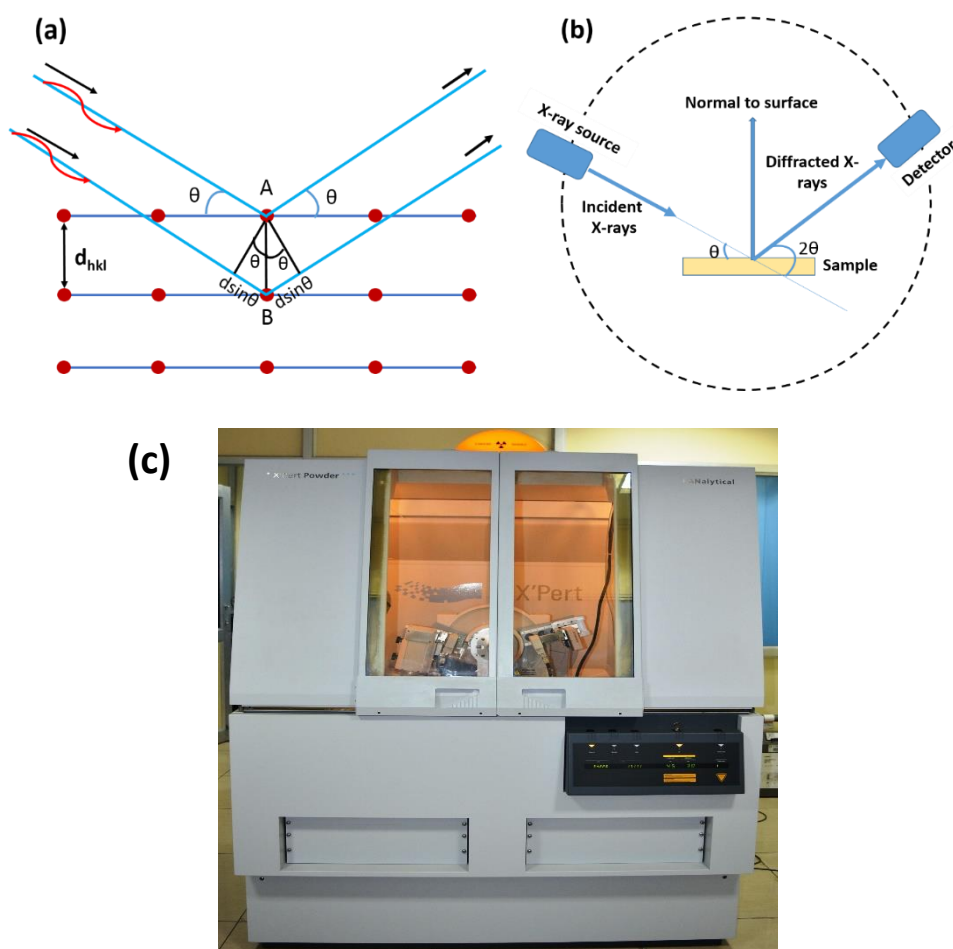 (a)
θ
A
θ
d_hkl
θ
θ
dsinθ
dsinθ
B
(b)
X-ray source
Normal to surface
Diffracted X-
rays
Detector
Incident
X-rays
θ
2θ
Sample
(c)
X'Pert Powder
PANalytical
X'Pert